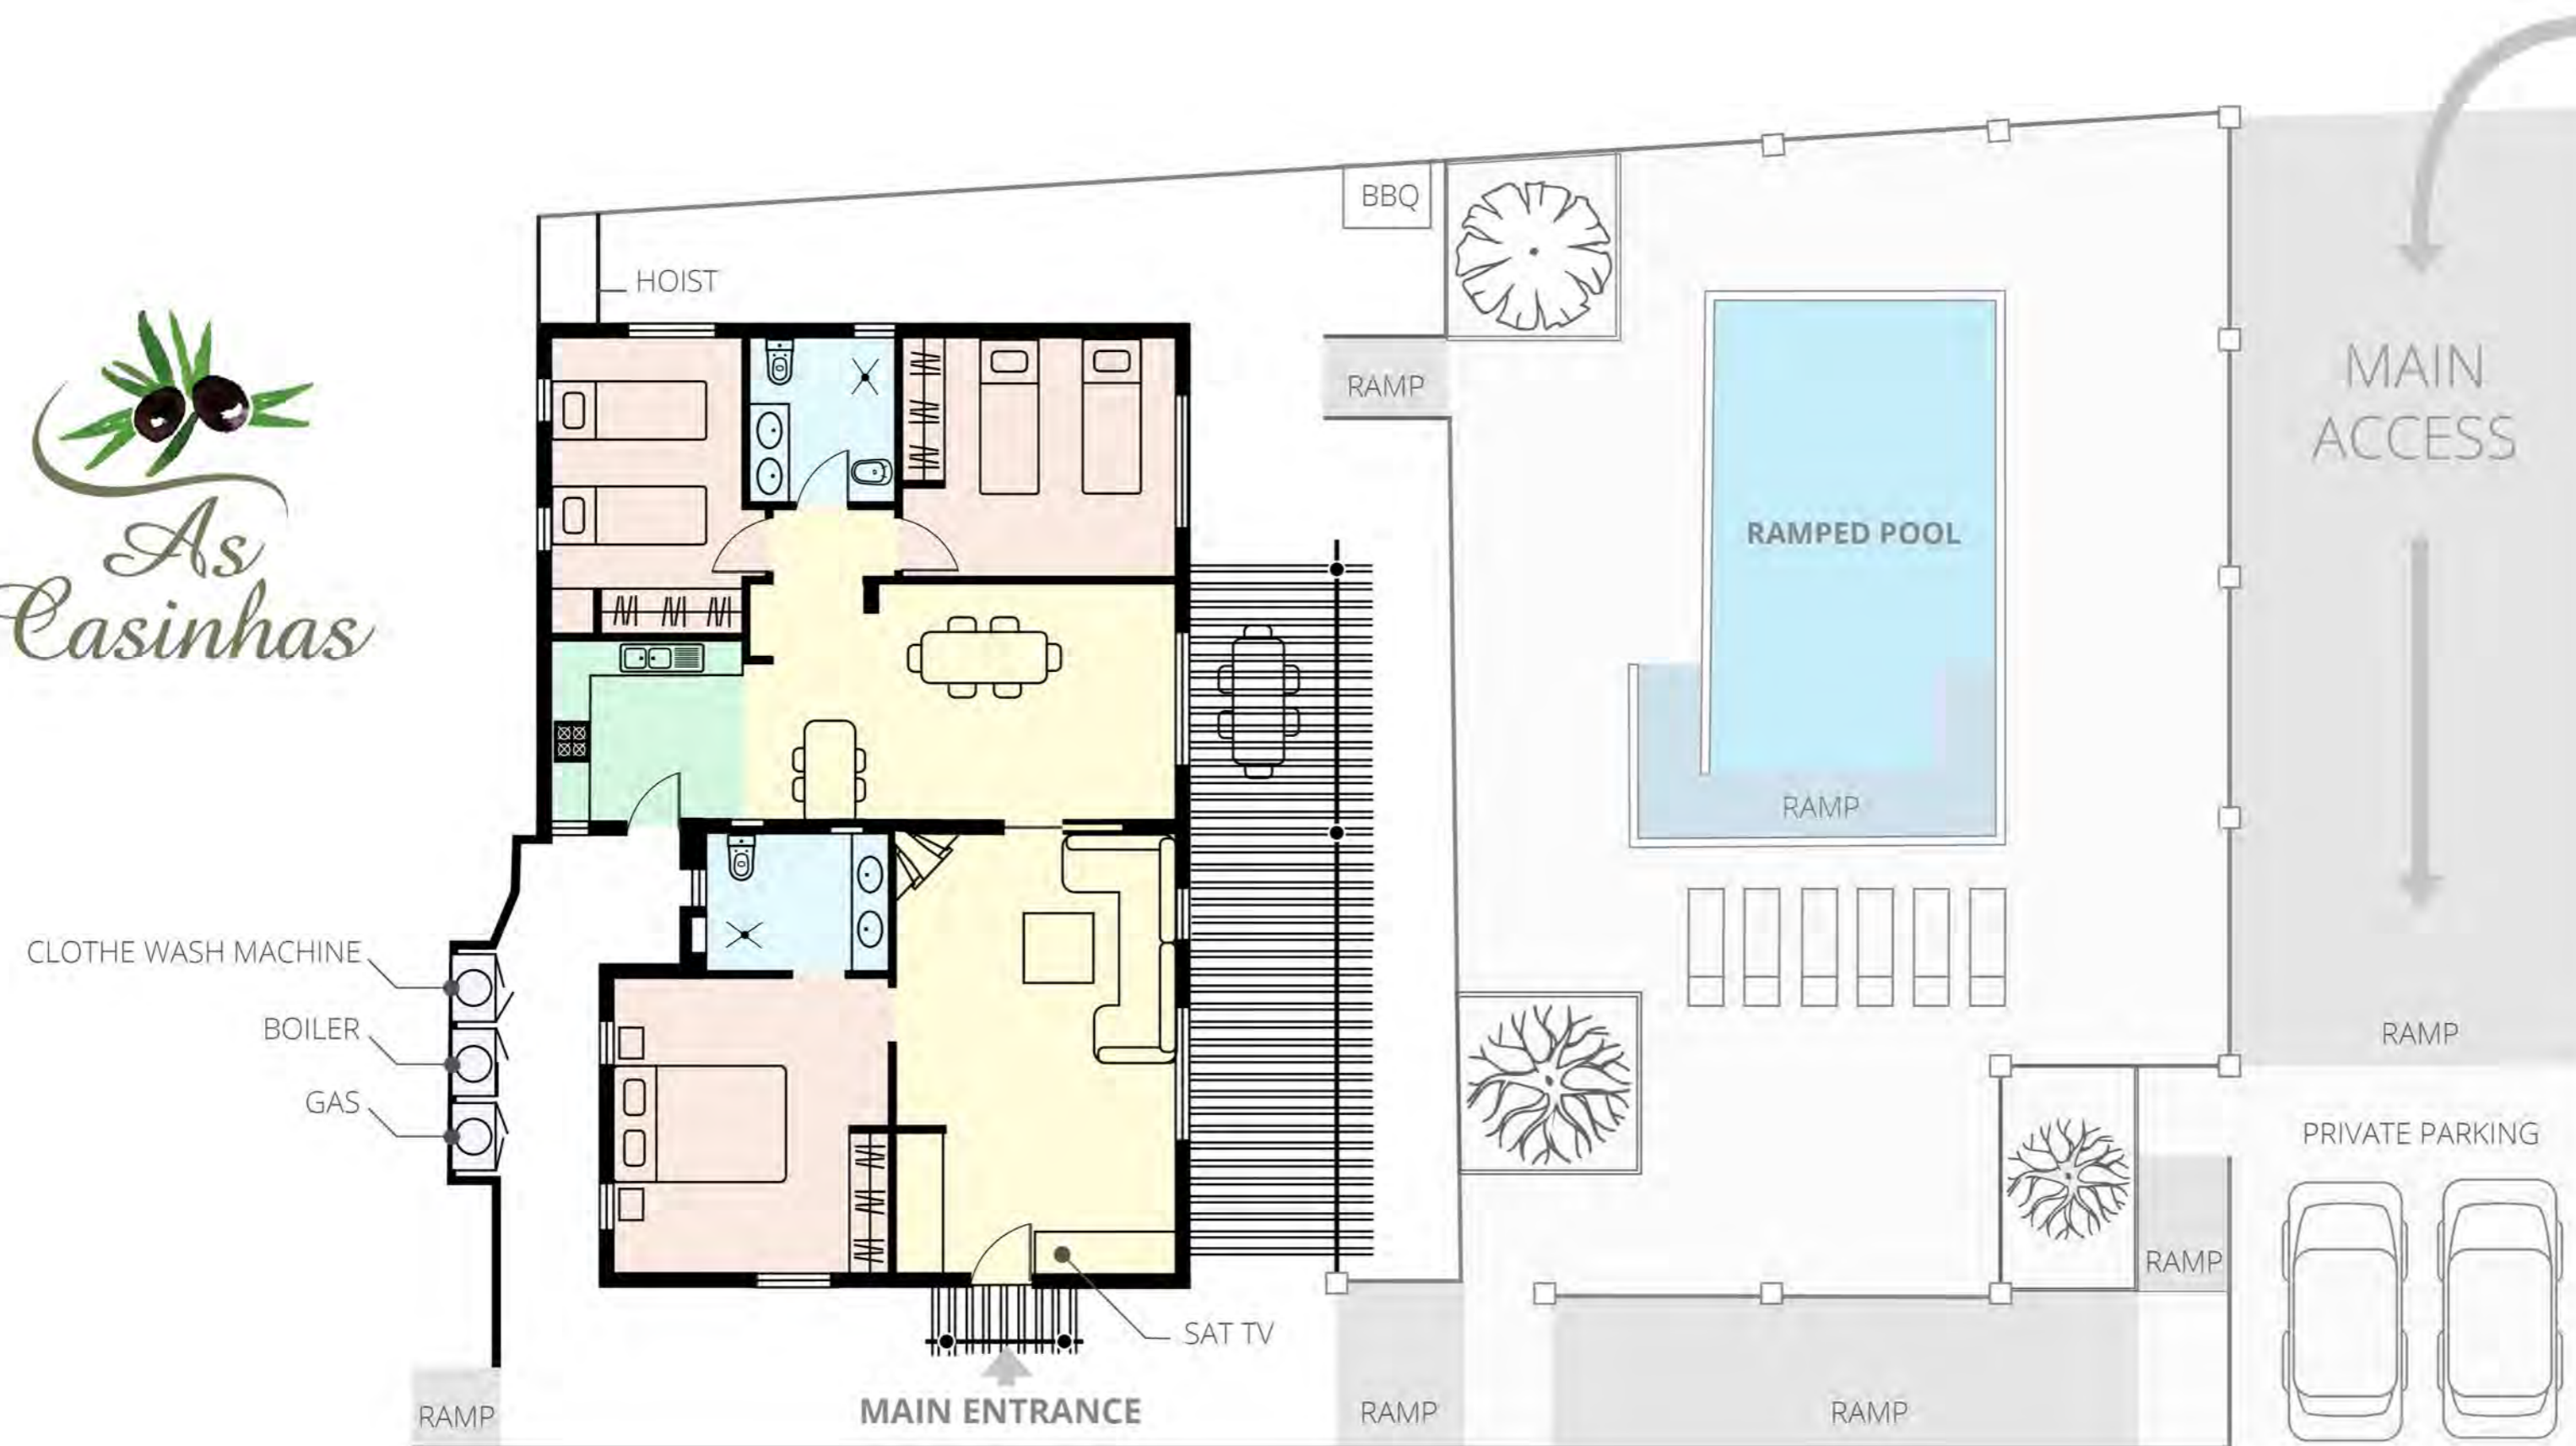 BBQ
HOIST
RAMP
MAIN
ACCESS
As
Casinhas
RAMPED POOL
RAMP
CLOTHE WASH MACHINE
BOILER
GAS
RAMP
PRIVATE PARKING
RAMP
SAT TV
MAIN ENTRANCE
RAMP
RAMP
RAMP